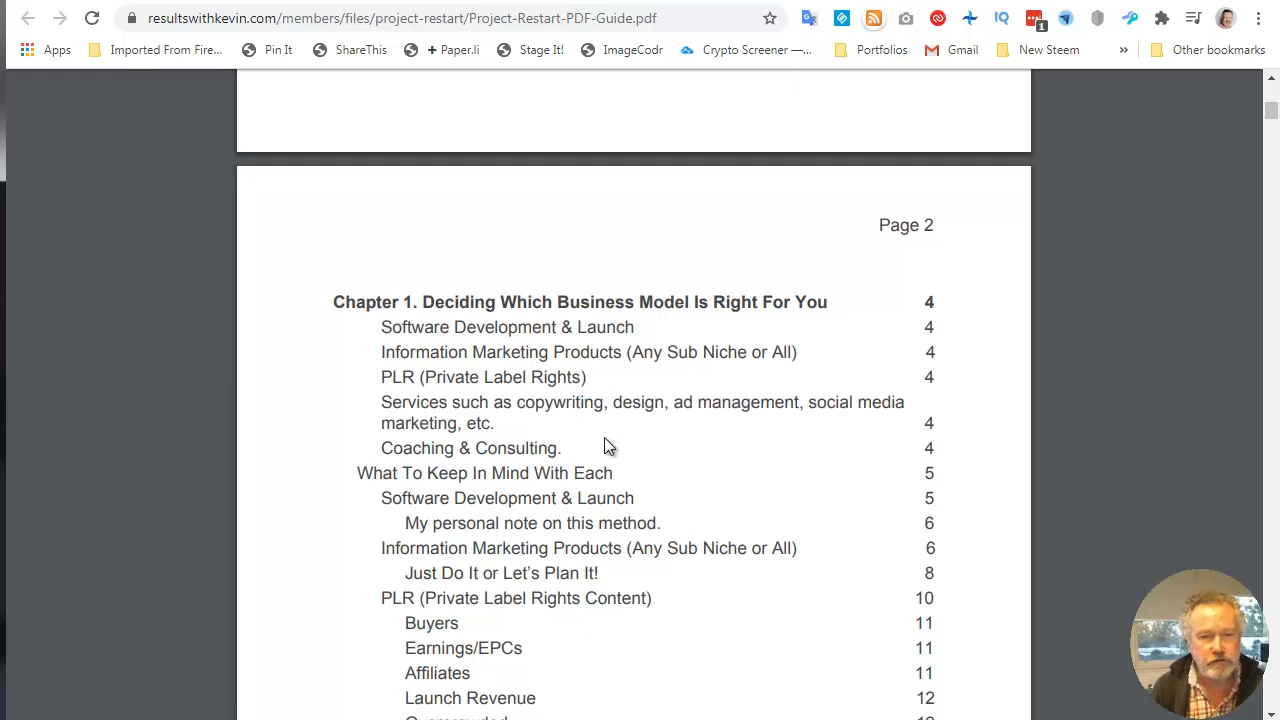 resultswithkevin.com/members/files/project-restart/Project-Restart-PDF-Guide.pdf
IQ
1
Apps
Imported From Fire...
Pin It
ShareThis
+ Paper.li
Stage It!
ImageCodr
Crypto Screener —...
Portfolios
Gmail
New Steem
»
Other bookmarks
Page 2
Chapter 1. Deciding Which Business Model Is Right For You 4
Software Development & Launch 4
Information Marketing Products (Any Sub Niche or All) 4
PLR (Private Label Rights) 4
Services such as copywriting, design, ad management, social media
marketing, etc. 4
Coaching & Consulting. 4
What To Keep In Mind With Each 5
Software Development & Launch 5
My personal note on this method. 6
Information Marketing Products (Any Sub Niche or All) 6
Just Do It or Let's Plan It! 8
PLR (Private Label Rights Content) 10
Buyers 11
Earnings/EPCs 11
Affiliates 11
Launch Revenue 12